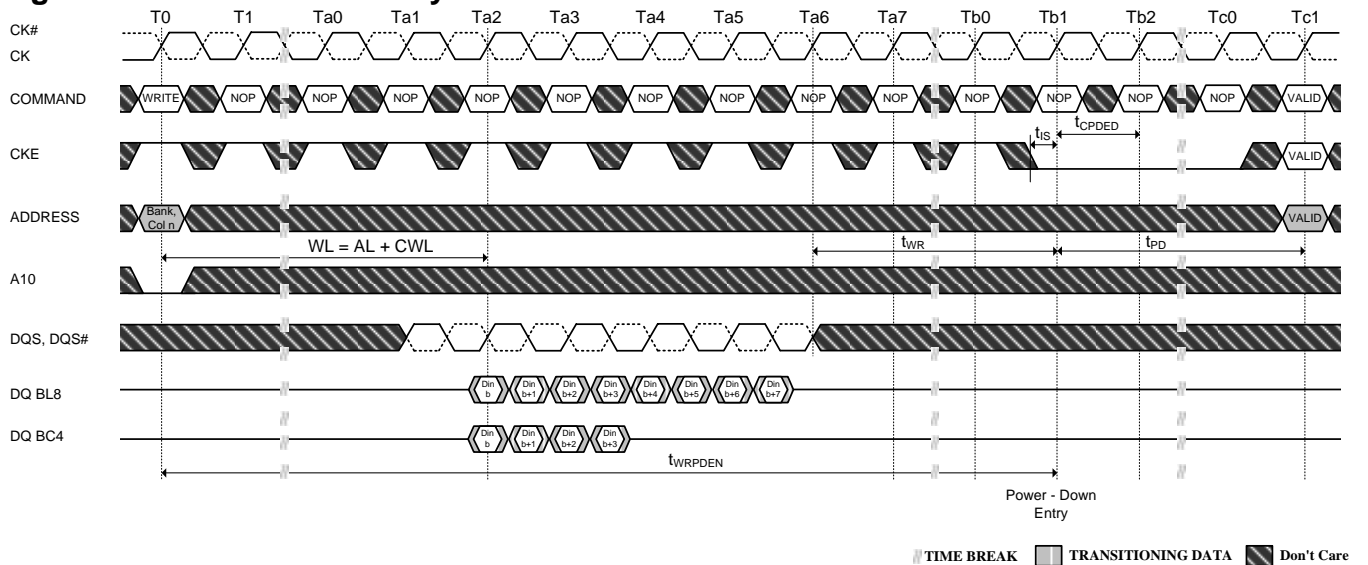 T0 T1 Ta0 Ta1 Ta2 Ta3 Ta4 Ta5 Ta6 Ta7 Tb0 Tb1 Tb2 Tc0 Tc1
CK#
CK
COMMAND WRITE NOP NOP NOP NOP NOP NOP NOP NOP NOP NOP NOP NOP NOP VALID
tIS tCPDED
CKE VALID
ADDRESS Bank, Col n VALID
WL = AL + CWL tWR tPD
A10
DQS, DQS#
DQ BL8 Din b Din b+1 Din b+2 Din b+3 Din b+4 Din b+5 Din b+6 Din b+7
DQ BC4 Din b Din b+1 Din b+2 Din b+3
tWRPDEN
Power - Down
Entry
TIME BREAK TRANSITIONING DATA Don't Care